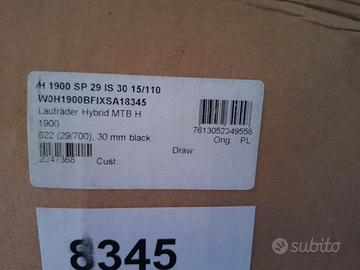 H 1900 SP 29 IS 30 15/110
W0H1900BFIXSA18345
Laufräder Hybrid MTB H
1900
7613052349558
622 (29/700), 30 mm black
Orig: PL
2247368
Cust
Draw:
8345
subito